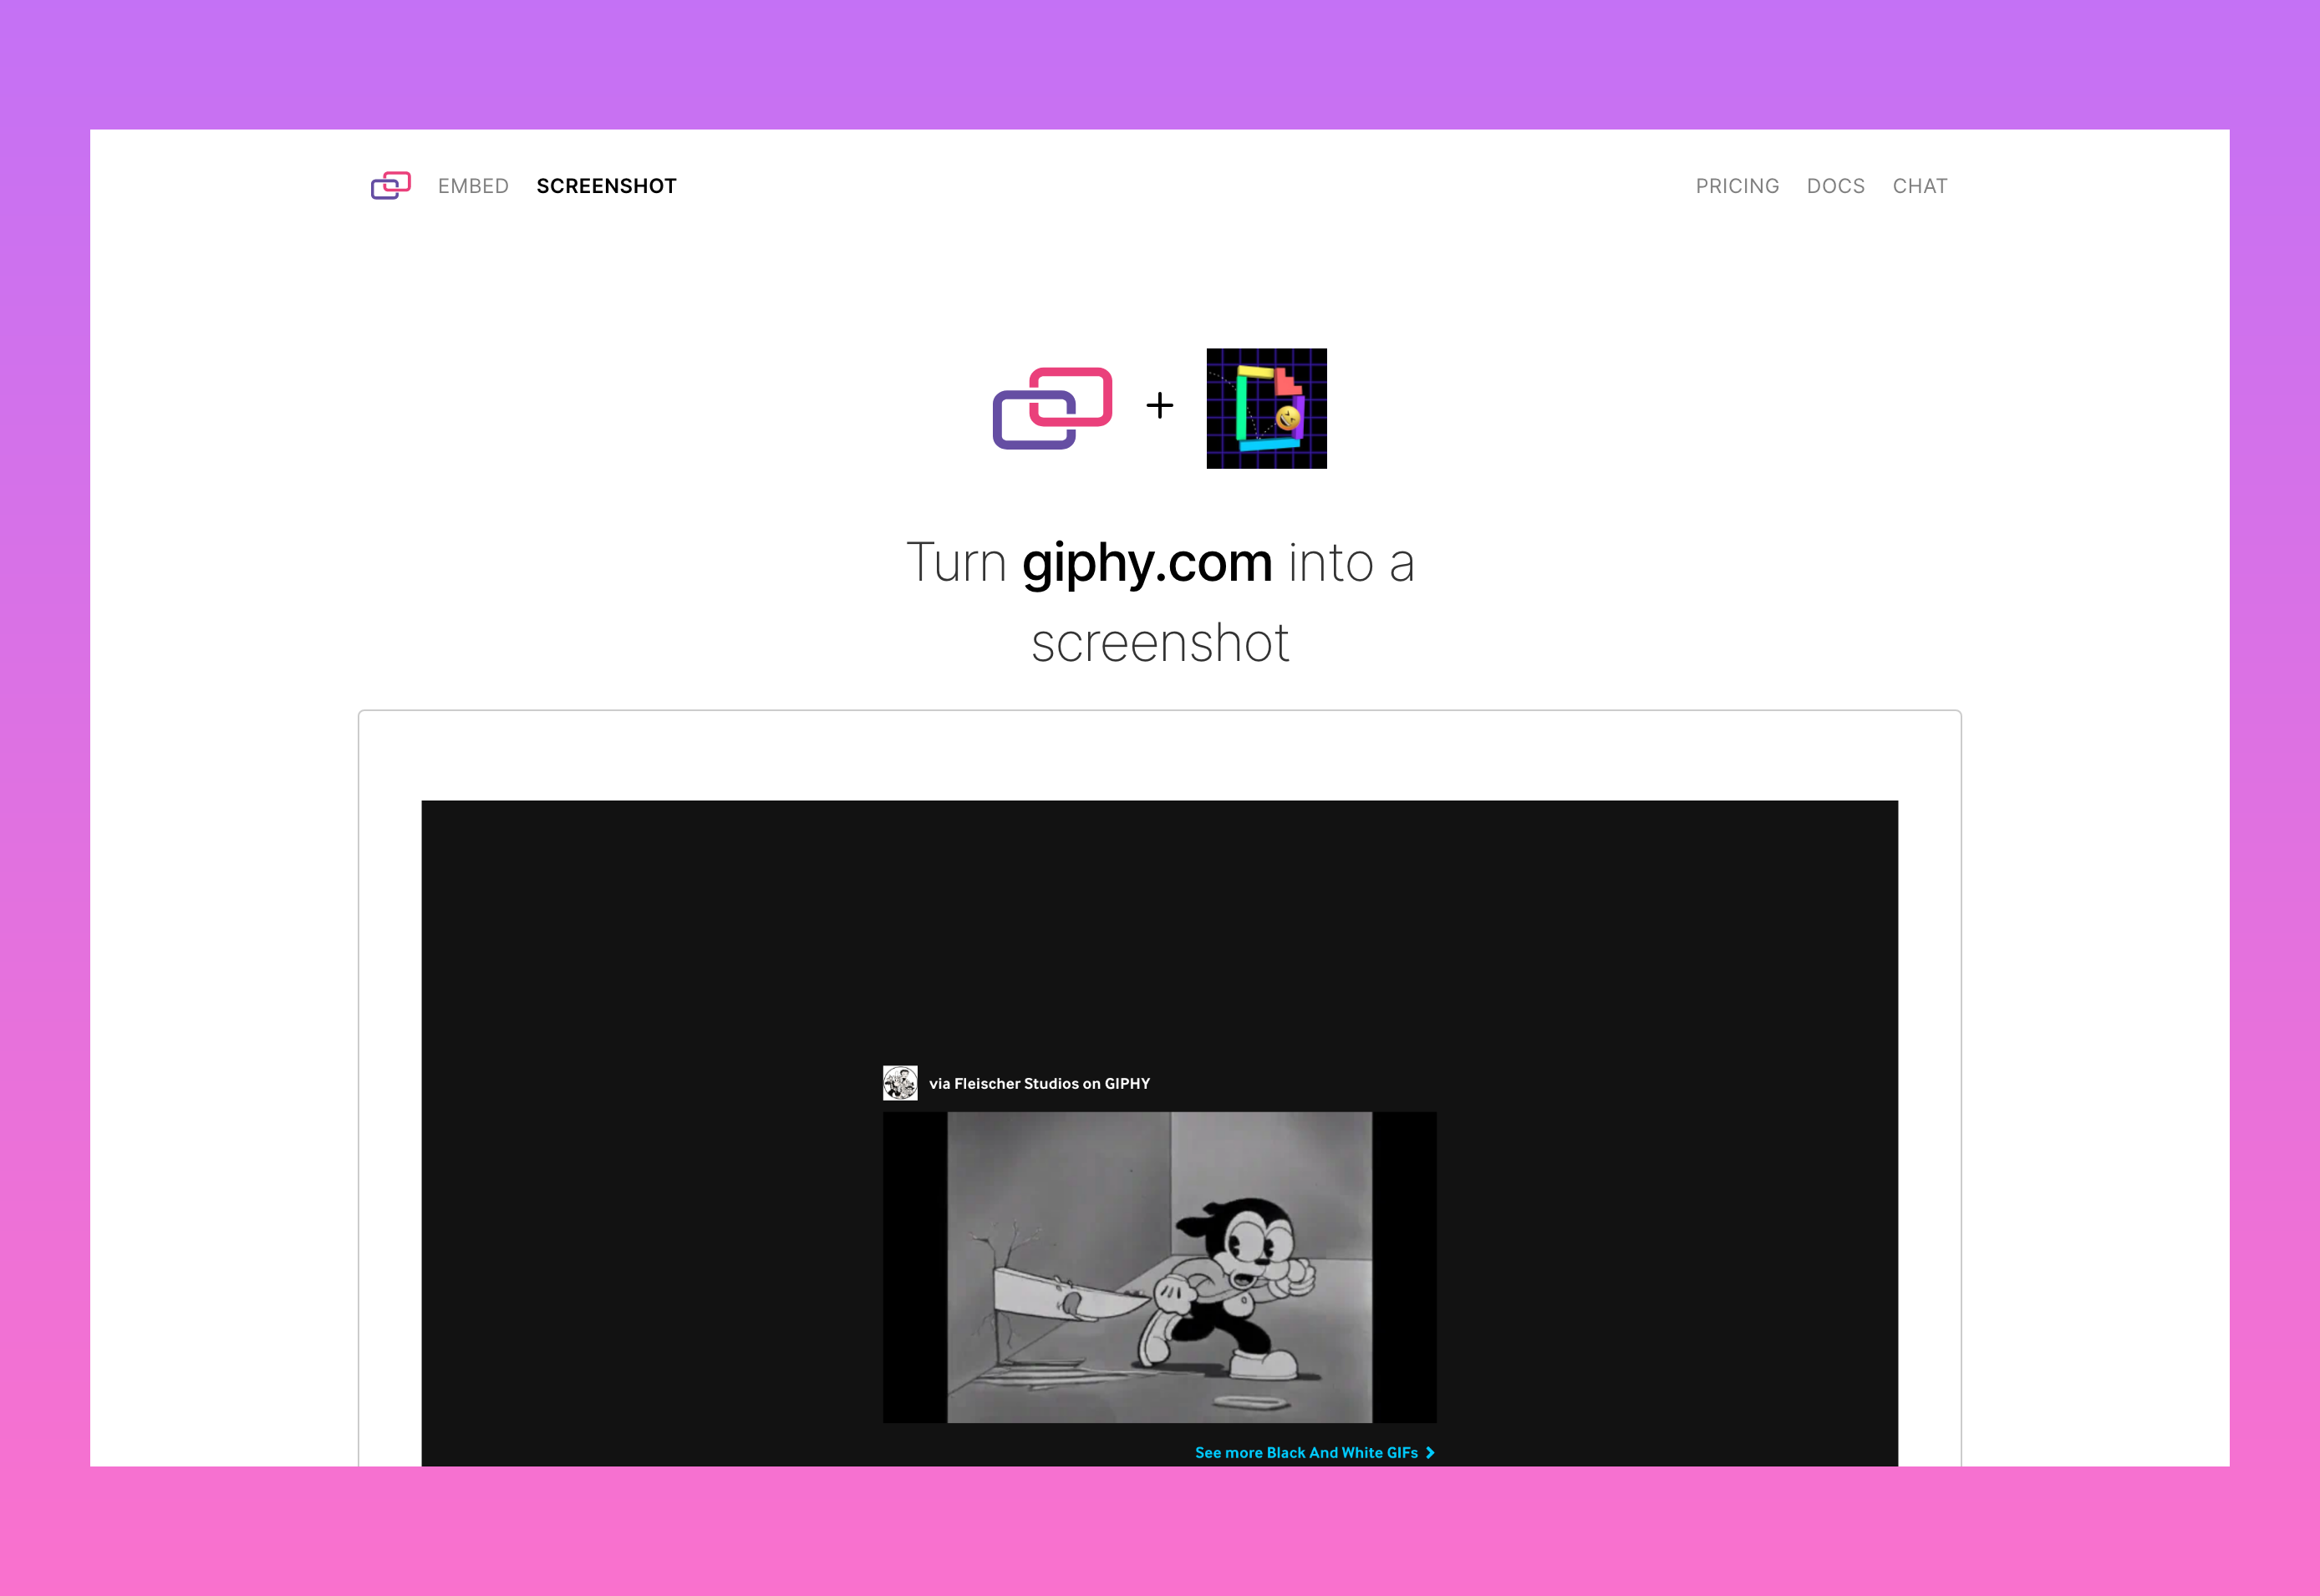 EMBED SCREENSHOT PRICING DOCS CHAT
+
Turn giphy.com into a
screenshot
via Fleischer Studios on GIPHY
See more Black And White GIFs